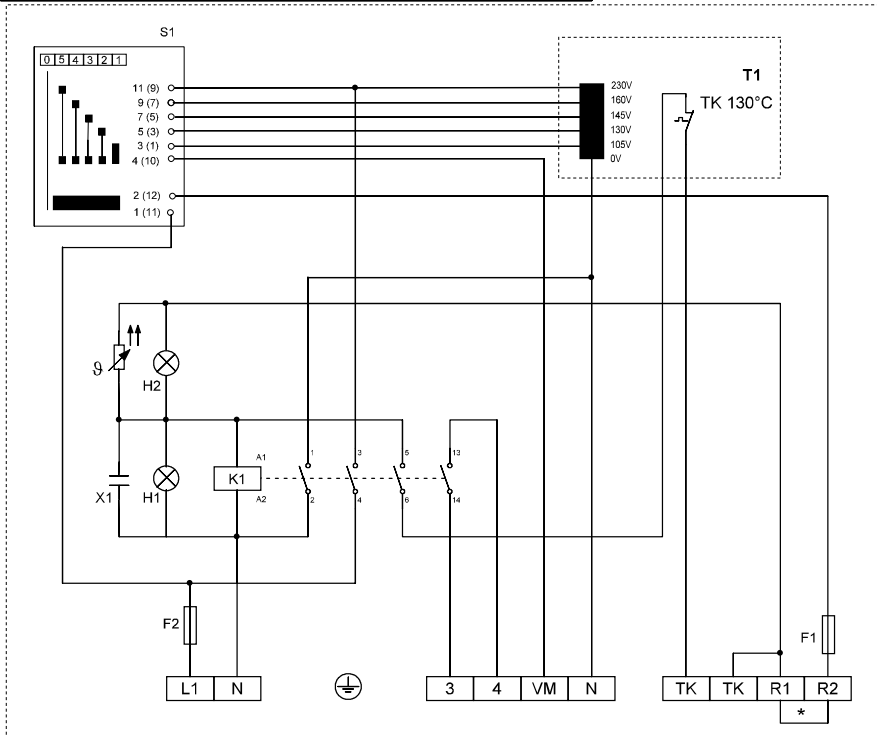 S1
0 5 4 3 2 1
11 (9)
9 (7)
7 (5)
5 (3)
3 (1)
4 (10)
2 (12)
1 (11)
230V
160V
145V
130V
105V
0V
T1
TK 130°C
ϑ
H2
X1
H1
K1
A1
A2
1
3
5
13
2
4
6
14
F2
F1
L1 N
3 4 VM N
TK TK R1 R2
*